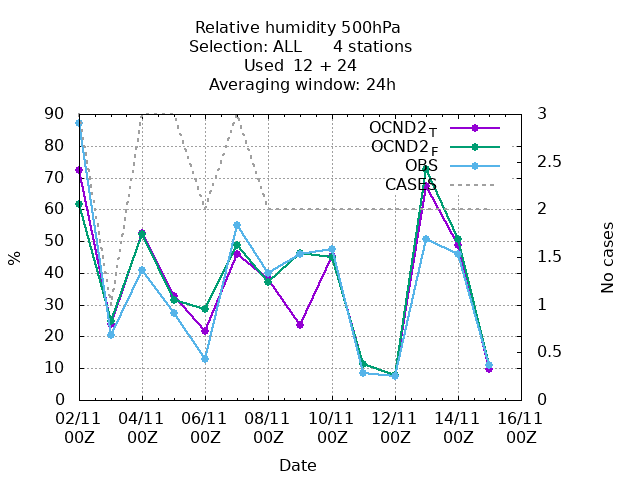 Relative humidity 500hPa
Selection: ALL 4 stations
Used 12 + 24
Averaging window: 24h
OCND2_T
OCND2_F
OBS
CASES
90
80
70
60
50
40
30
20
10
0
%
3
2.5
2
1.5
1
0.5
0
No cases
02/11 04/11 06/11 08/11 10/11 12/11 14/11 16/11
00Z 00Z 00Z 00Z 00Z 00Z 00Z 00Z
Date